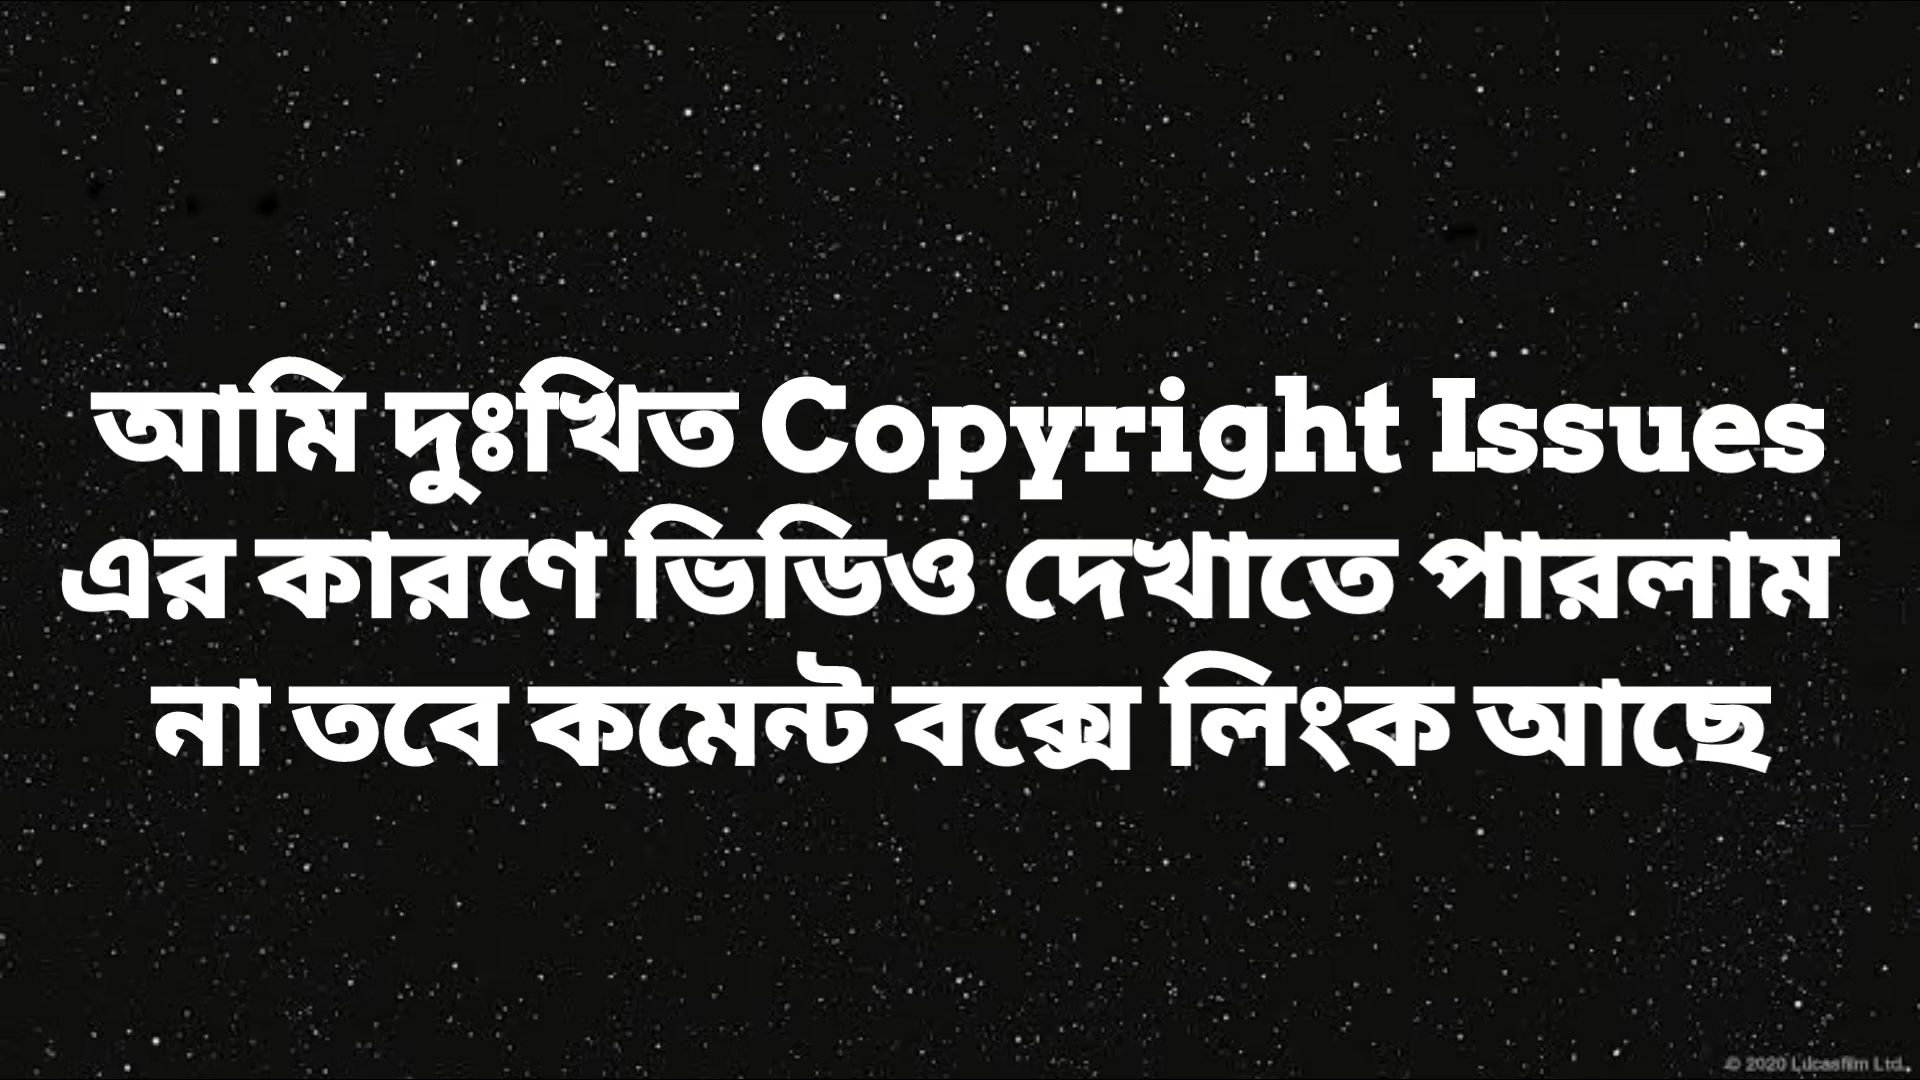 আমি দুঃখিত Copyright Issues
এর কারণে ভিডিও দেখাতে পারলাম
না তবে কমেন্ট বক্সে লিংক আছে
© 2020 Lucasfilm Ltd.